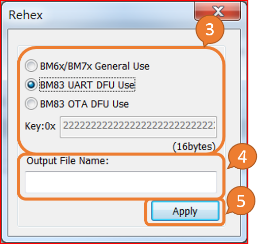 Rehex
3
BM6x/BM7x General Use
BM83 UART DFU Use
BM83 OTA DFU Use
Key:0x 22222222222222222222222222222222
(16bytes)
Output File Name:
4
5
Apply